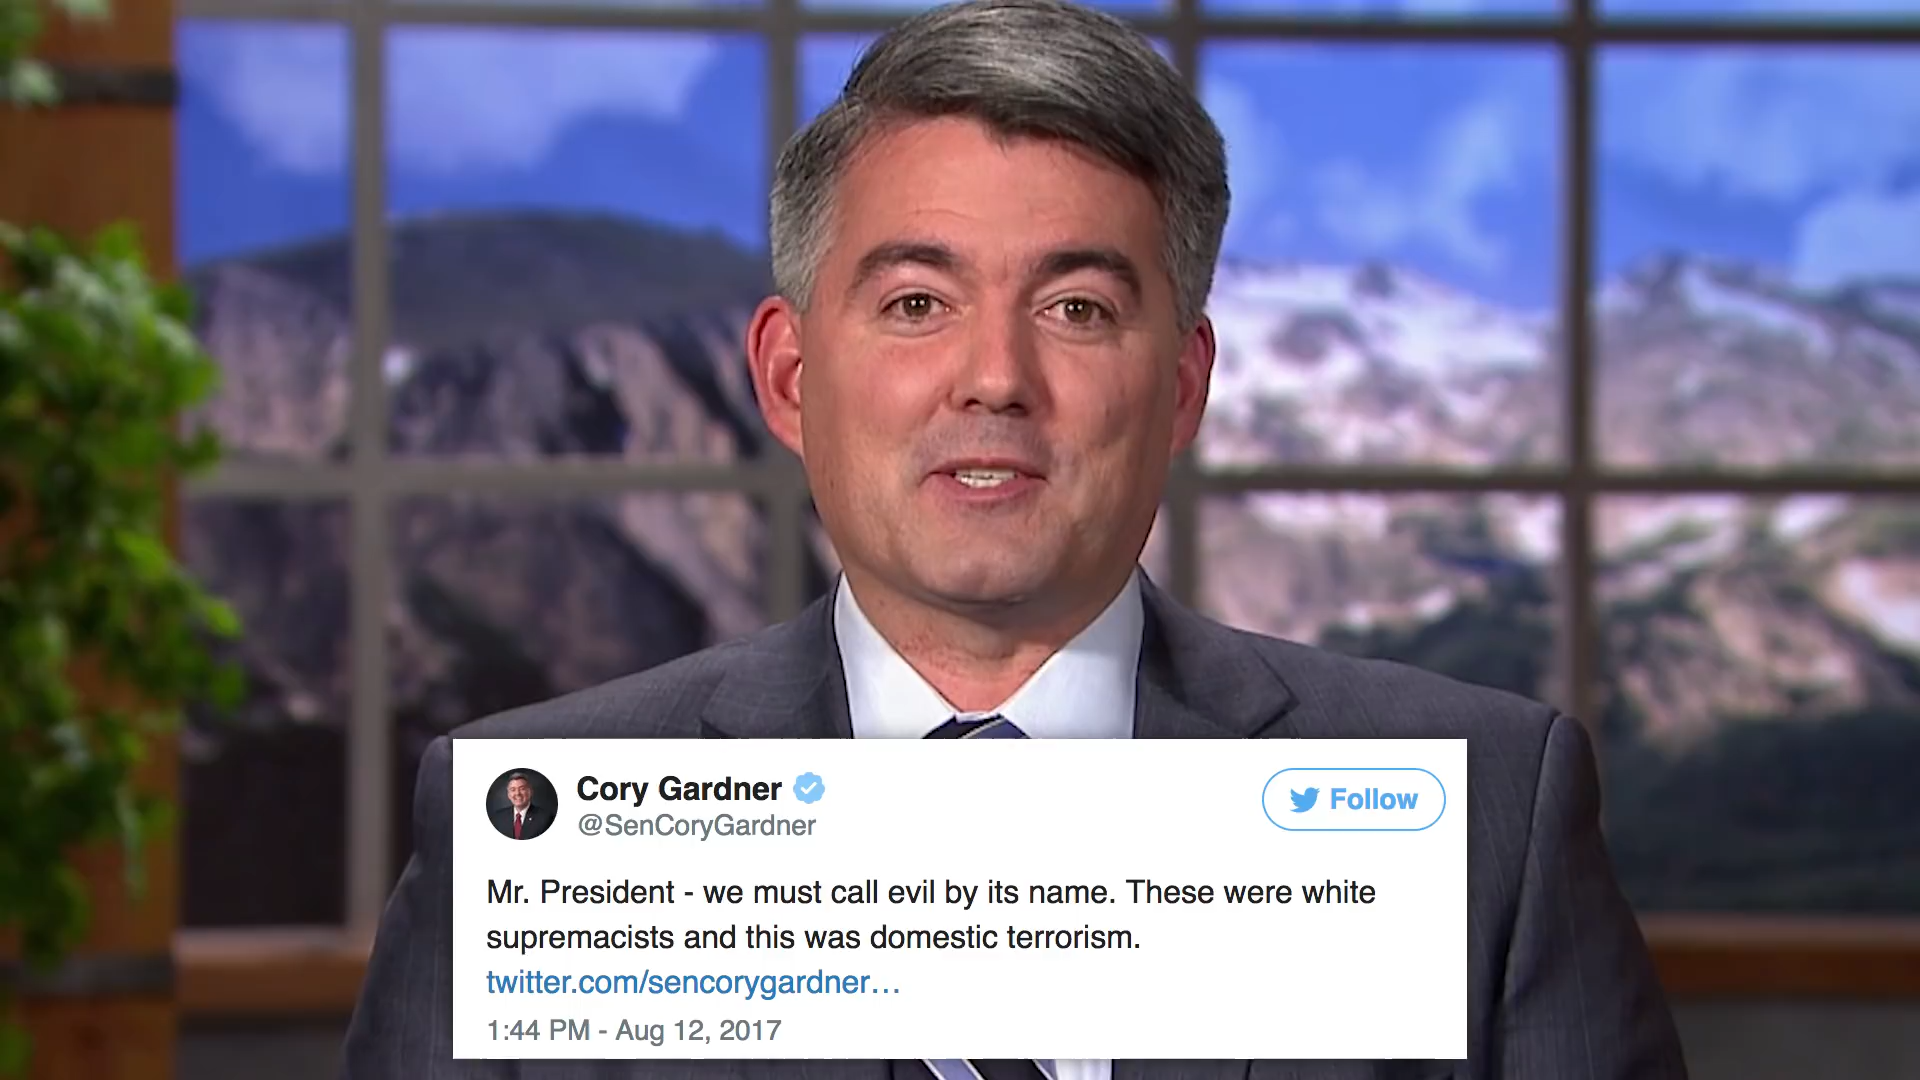 Cory Gardner
@SenCoryGardner
Follow
Mr. President - we must call evil by its name. These were white
supremacists and this was domestic terrorism.
twitter.com/sencorygardner…
1:44 PM - Aug 12, 2017